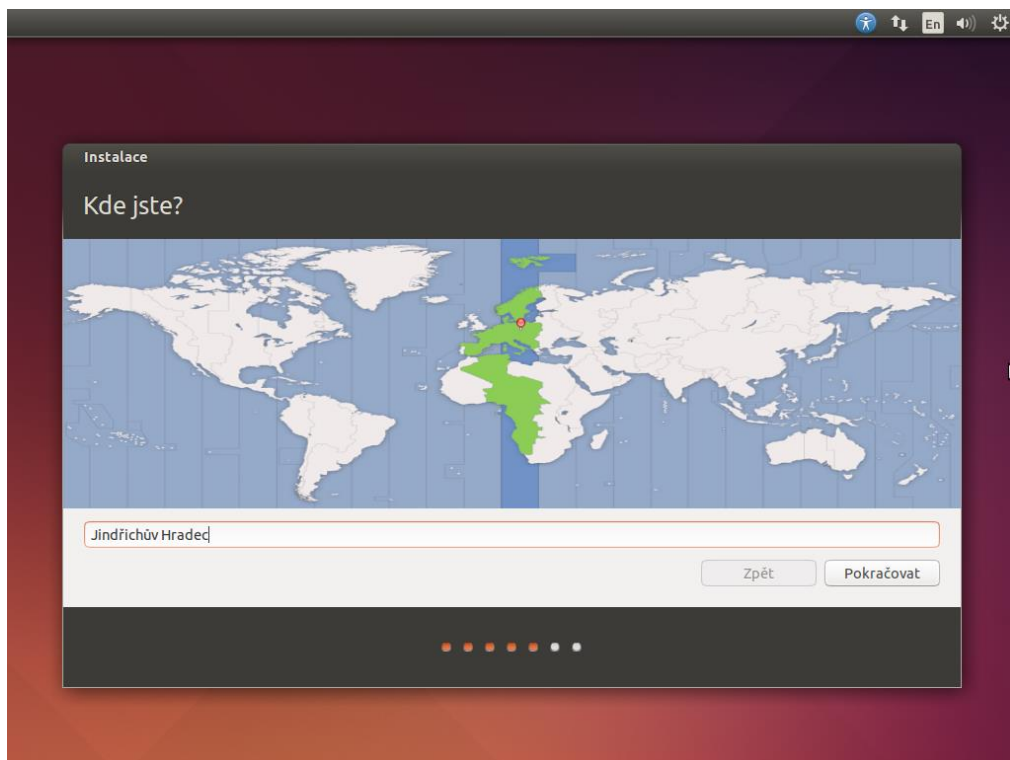 En
Instalace
Kde jste?
Jindřichův Hradec
Zpět
Pokračovat